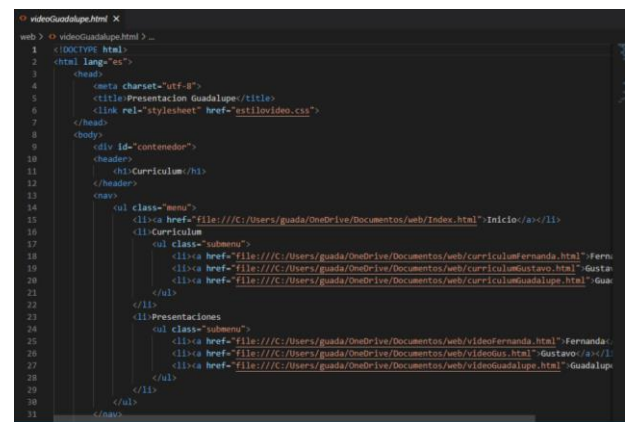 videoGuadalupe.html ×
web > videoGuadalupe.html > ...
1 <!DOCTYPE html>
2 <html lang="es">
3 <head>
4 <meta charset="utf-8">
5 <title>Presentacion Guadalupe</title>
6 <link rel="stylesheet" href="estilovideo.css">
7 </head>
8 <body>
9 <div id="contenedor">
10 <header>
11 <h1>Curriculum</h1>
12 </header>
13 <nav>
14 <ul class="menu">
15 <li><a href="file:///C:/Users/guada/OneDrive/Documentos/web/Index.html">Inicio</a></li>
16 <li>Curriculum
17 <ul class="submenu">
18 <li><a href="file:///C:/Users/guada/OneDrive/Documentos/web/curriculumFernanda.html">Fern
19 <li><a href="file:///C:/Users/guada/OneDrive/Documentos/web/curriculumGustavo.html">Gusta
20 <li><a href="file:///C:/Users/guada/OneDrive/Documentos/web/curriculumGuadalupe.html">Guad
21 </ul>
22 </li>
23 <li>Presentaciones
24 <ul class="submenu">
25 <li><a href="file:///C:/Users/guada/OneDrive/Documentos/web/videoFernanda.html">Fernanda<
26 <li><a href="file:///C:/Users/guada/OneDrive/Documentos/web/videoGus.html">Gustavo</a></l
27 <li><a href="file:///C:/Users/guada/OneDrive/Documentos/web/videoGuadalupe.html">Guadalup
28 </ul>
29 </li>
30 </ul>
31 </nav>